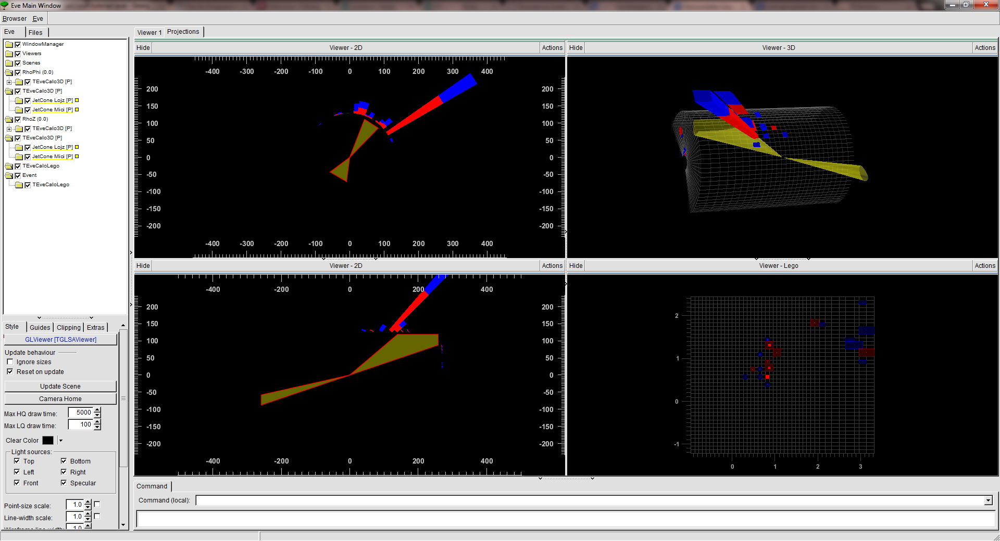 Eve Main Window
Browser Eve
Eve Files
WindowManager
Viewers
Scenes
RhoPhi (0.0)
TEveCalo3D [P]
TEveCalo3D [P]
JetCone Lojz [P]
JetCone Mici [P]
RhoZ (0.0)
TEveCalo3D [P]
TEveCalo3D [P]
JetCone Lojz [P]
JetCone Mici [P]
TEveCaloLego
Event
TEveCaloLego
Style Guides Clipping Extras
GLViewer [TGLSAViewer]
Update behaviour
Ignore sizes
Reset on update
Update Scene
Camera Home
Max HQ draw time: 5000
Max LQ draw time: 100
Clear Color
Light sources:
Top Bottom
Left Right
Front Specular
Point-size scale: 1.0
Line-width scale: 1.0
Wireframe line-width: 1.0
Viewer 1 Projections
Hide Viewer - 2D Actions
-400 -300 -200 -100 0 100 200 300 400
200 200
150 150
100 100
50 50
0 0
-50 -50
-100 -100
-150 -150
-200 -200
-400 -300 -200 -100 0 100 200 300 400
Hide Viewer - 3D Actions
Hide Viewer - 2D Actions
-400 -200 0 200 400
200 200
150 150
100 100
50 50
0 0
-50 -50
-100 -100
-150 -150
-200 -200
-400 -200 0 200 400
Hide Viewer - Lego Actions
2
1
0
-1
0 1 2 3
Command
Command (local):